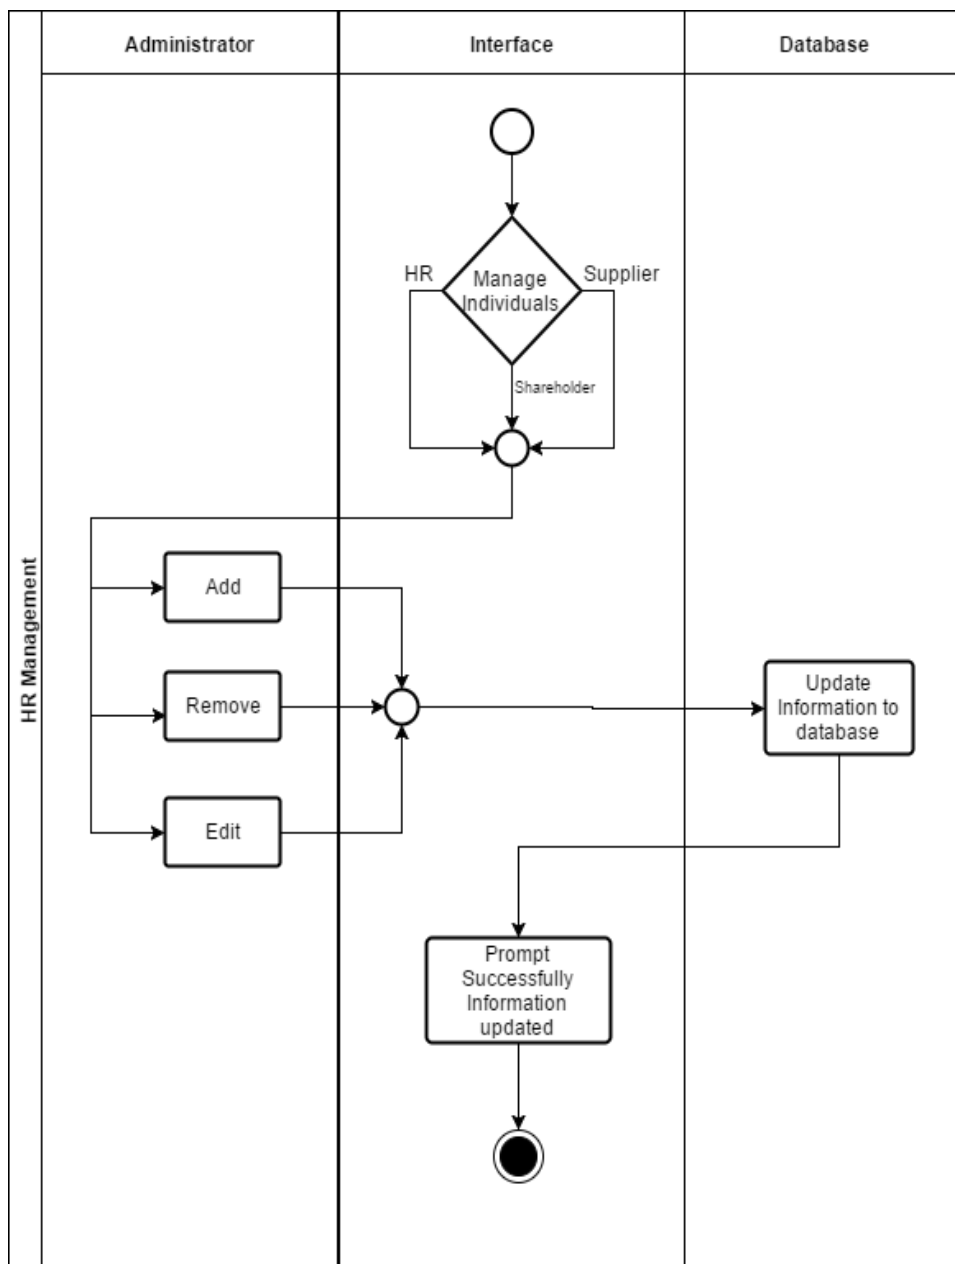 Administrator
Interface
Database
HR Management
HR
Supplier
Manage
Individuals
Shareholder
Add
Remove
Edit
Update
Information to
database
Prompt
Successfully
Information
updated